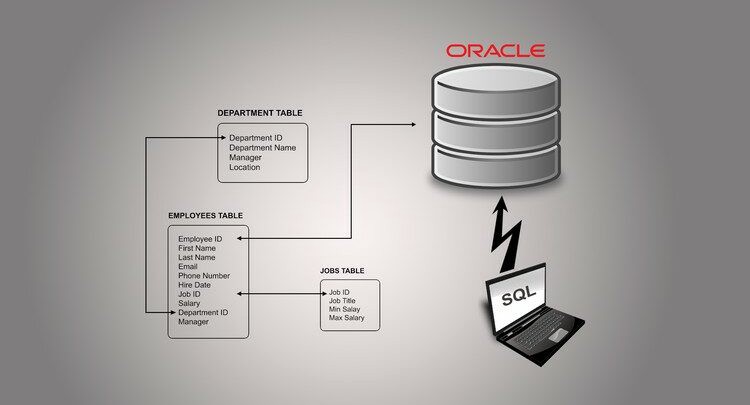 ORACLE
DEPARTMENT TABLE
Department ID
Department Name
Manager
Location
EMPLOYEES TABLE
Employee ID
First Name
Last Name
Email
Phone Number
Hire Date
Job ID
Salary
Department ID
Manager
JOBS TABLE
Job ID
Job Title
Min Salay
Max Salary
SQL